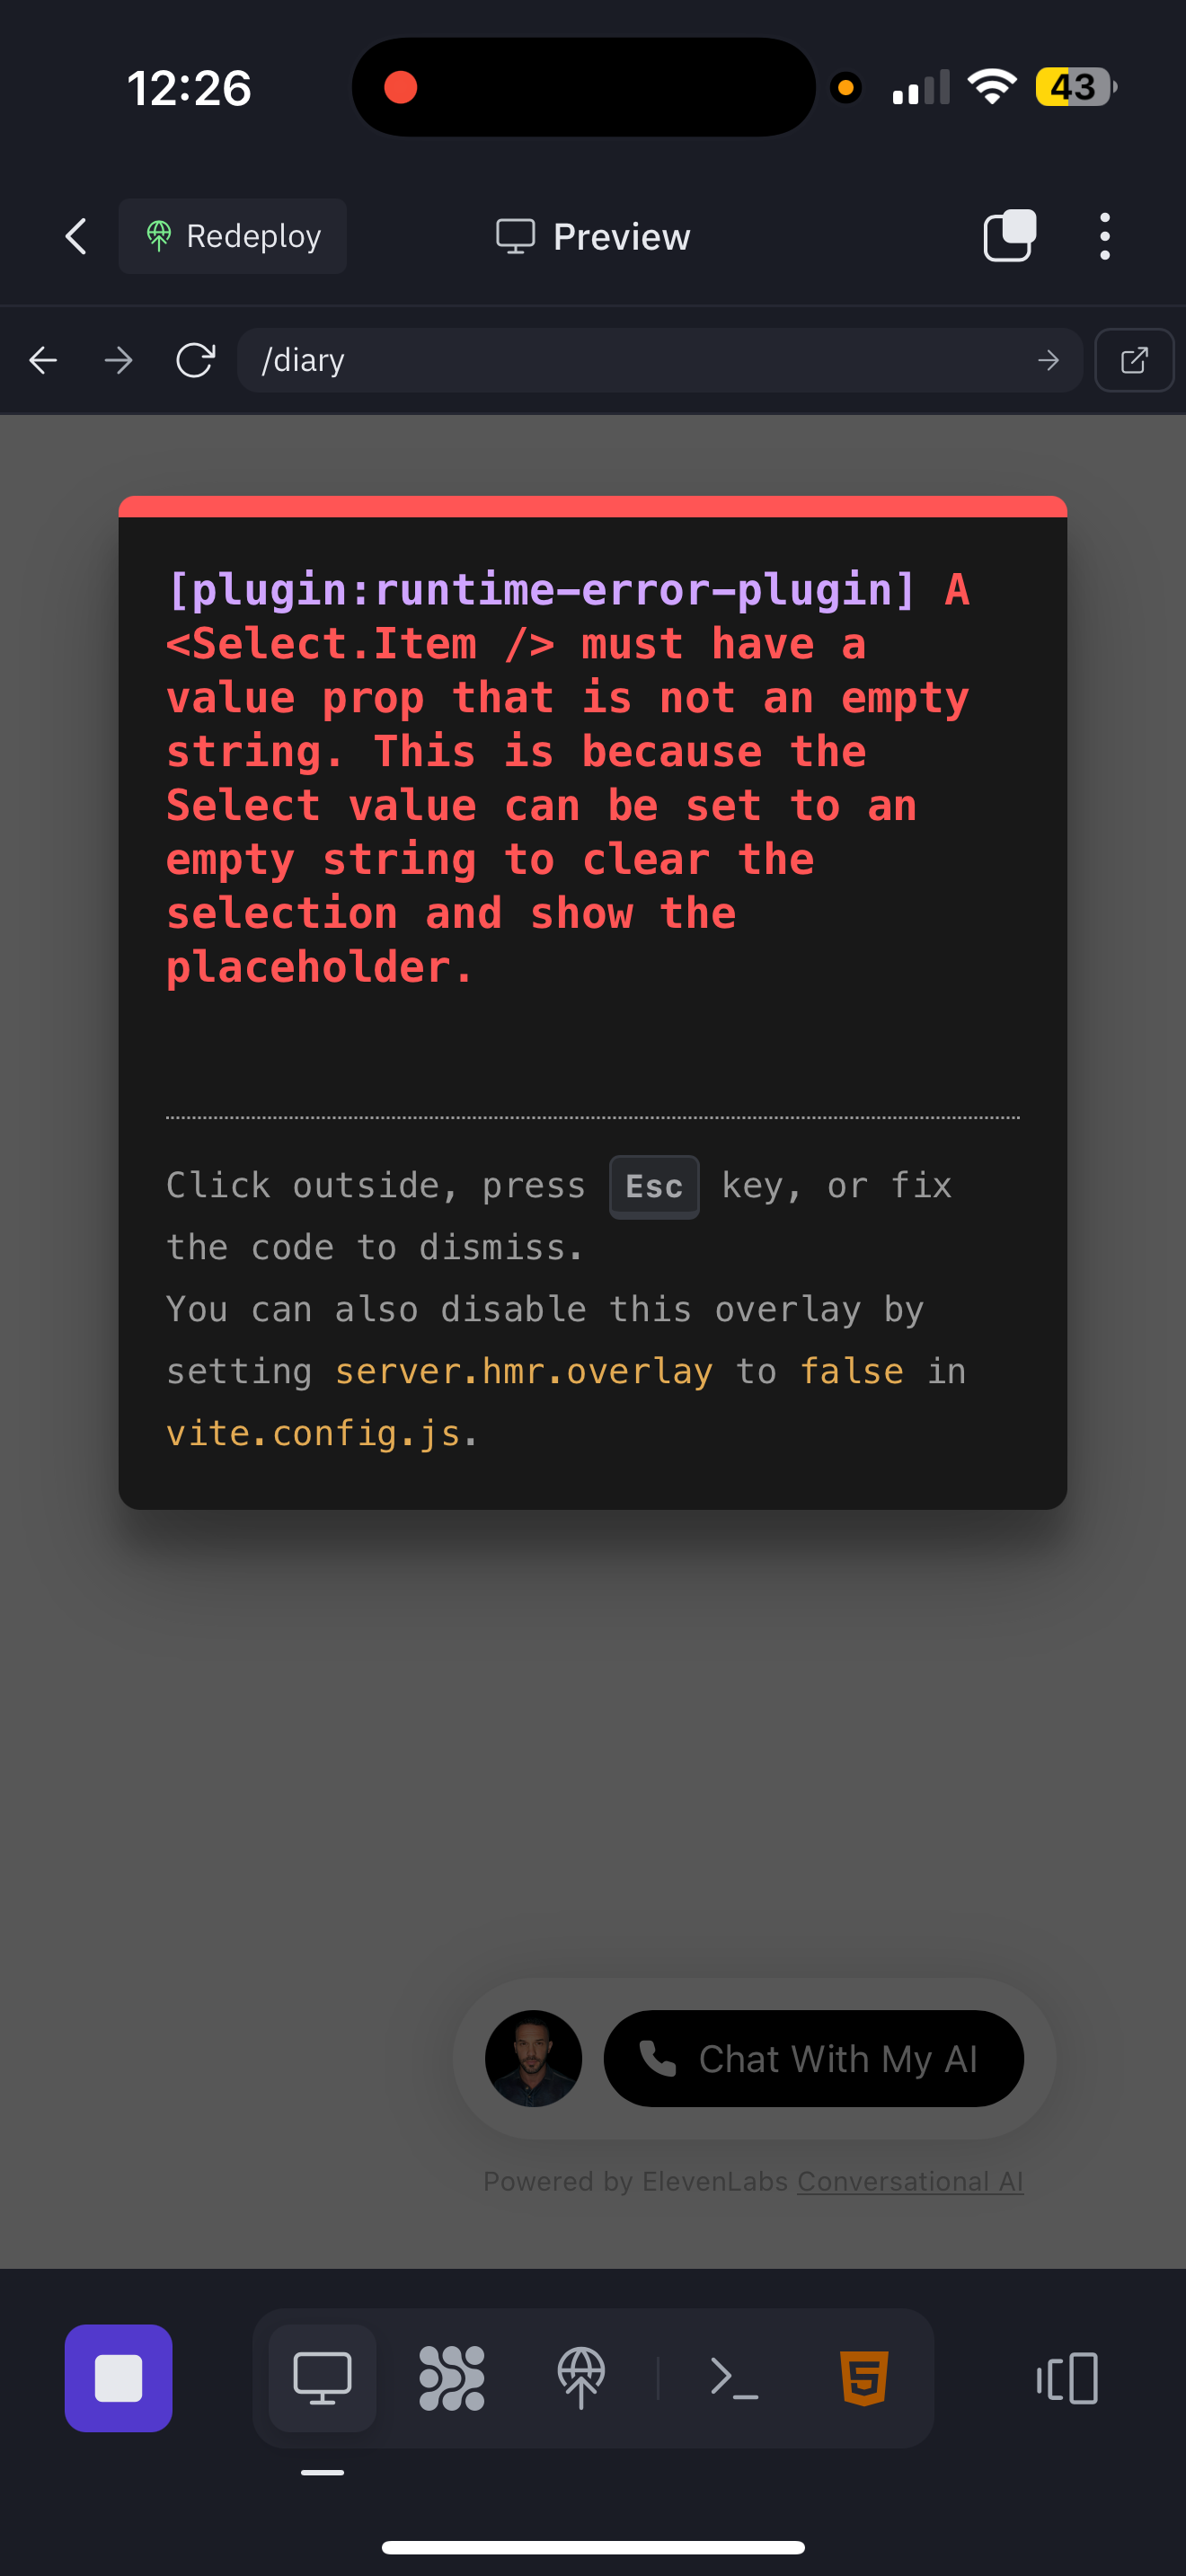 12:26
43
Redeploy
Preview
/diary
[plugin:runtime-error-plugin] A
<Select.Item /> must have a
value prop that is not an empty
string. This is because the
Select value can be set to an
empty string to clear the
selection and show the
placeholder.
Click outside, press Esc key, or fix
the code to dismiss.
You can also disable this overlay by
setting server.hmr.overlay to false in
vite.config.js.
Chat With My AI
Powered by ElevenLabs Conversational AI